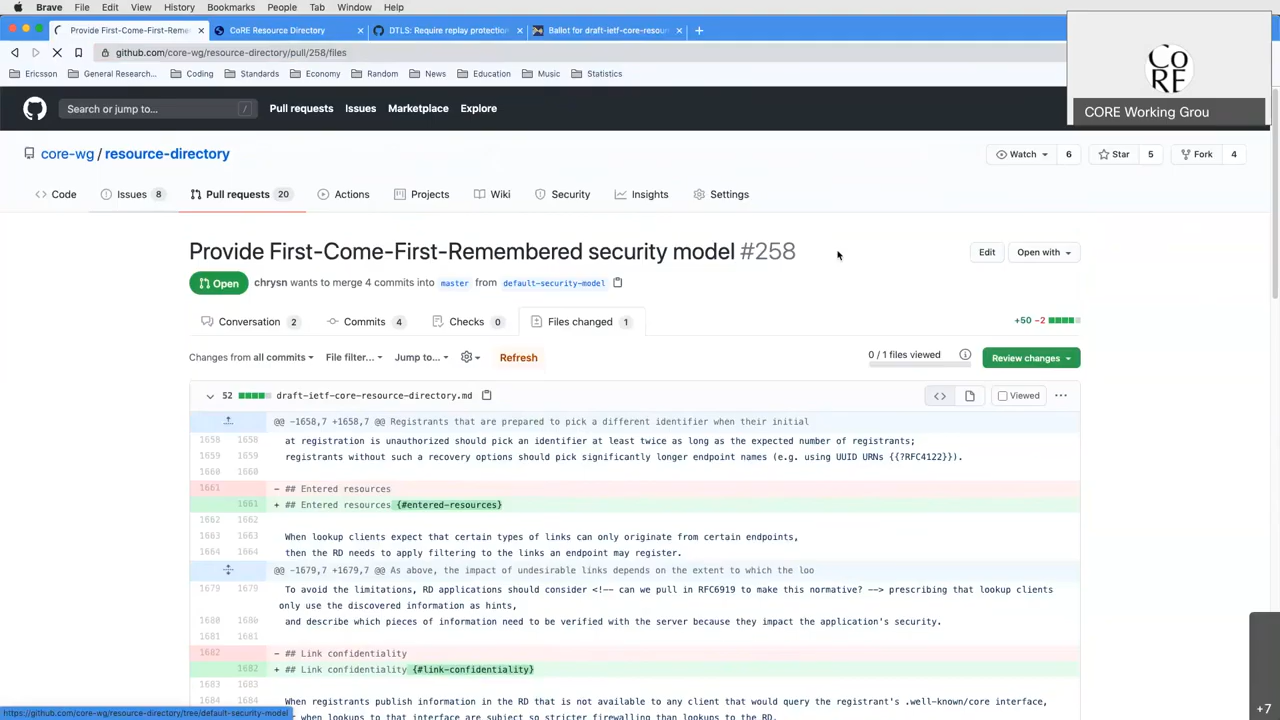 Brave File Edit View History Bookmarks People Tab Window Help
Provide First-Come-First-Reme × CoRE Resource Directory × DTLS: Require replay protection × Ballot for draft-ietf-core-resour × +
github.com/core-wg/resource-directory/pull/258/files
Ericsson General Research... Coding Standards Economy Random News Education Music Statistics
CoRE
CORE Working Grou
Search or jump to... / Pull requests Issues Marketplace Explore
core-wg / resource-directory Watch 6 Star 5 Fork 4
<> Code Issues 8 Pull requests 20 Actions Projects Wiki Security Insights Settings
Provide First-Come-First-Remembered security model #258 Edit Open with
Open chrysn wants to merge 4 commits into master from default-security-model
Conversation 2 Commits 4 Checks 0 Files changed 1 +50 −2
Changes from all commits File filter... Jump to... Refresh 0 / 1 files viewed Review changes
52 draft-ietf-core-resource-directory.md <> Viewed ...
@@ -1658,7 +1658,7 @@ Registrants that are prepared to pick a different identifier when their initial
1658 1658 at registration is unauthorized should pick an identifier at least twice as long as the expected number of registrants;
1659 1659 registrants without such a recovery options should pick significantly longer endpoint names (e.g. using UUID URNs {{?RFC4122}}).
1660 1660
1661 - ## Entered resources
1661 + ## Entered resources {#entered-resources}
1662 1662
1663 1663 When lookup clients expect that certain types of links can only originate from certain endpoints,
1664 1664 then the RD needs to apply filtering to the links an endpoint may register.
@@ -1679,7 +1679,7 @@ As above, the impact of undesirable links depends on the extent to which the loo
1679 1679 To avoid the limitations, RD applications should consider <!-- can we pull in RFC6919 to make this normative? --> prescribing that lookup clients
only use the discovered information as hints,
1680 1680 and describe which pieces of information need to be verified with the server because they impact the application's security.
1681 1681
1682 - ## Link confidentiality
1682 + ## Link confidentiality {#link-confidentiality}
1683 1683
1684 1684 When registrants publish information in the RD that is not available to any client that would query the registrant's .well-known/core interface,
when lookups to that interface are subject so stricter firewalling than lookups to the RD,
https://github.com/core-wg/resource-directory/tree/default-security-model
+7